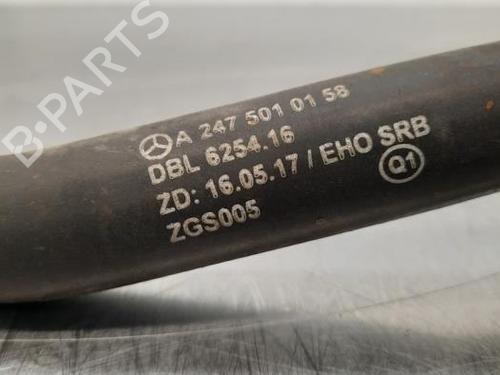 A 247 501 01 58
DBL 6254.16
ZD: 16.05.17 / EHO SRB
ZGS005
Q1
B-PARTS